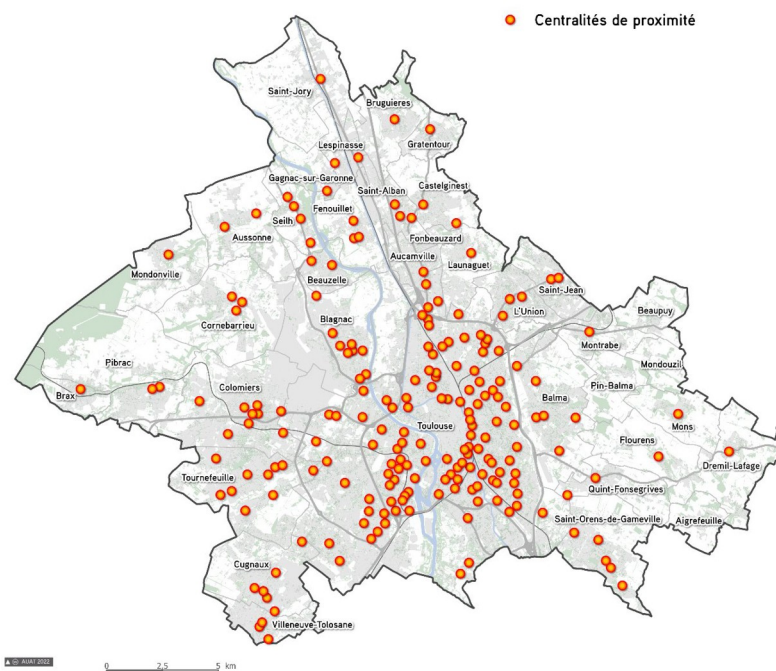 Centralités de proximité
Saint-Jory
Bruguieres
Gratentour
Lespinasse
Gagnac-sur-Garonne
Saint-Alban
Castelginest
Fenouillet
Seilh
Aussonne
Fonbeauzard
Aucamville
Launaguet
Mondonville
Saint-Jean
Beauzelle
L'Union
Beaupuy
Cornebarrieu
Blagnac
Montrabe
Pibrac
Mondouzil
Brax
Colomiers
Pin-Balma
Balma
Toulouse
Mons
Flourens
Dremil-Lafage
Tournefeuille
Quint-Fonsegrives
Saint-Orens-de-Gameville
Aigrefeuille
Cugnaux
Villeneuve-Tolosane
AUAT 2022
0 2,5 5 km